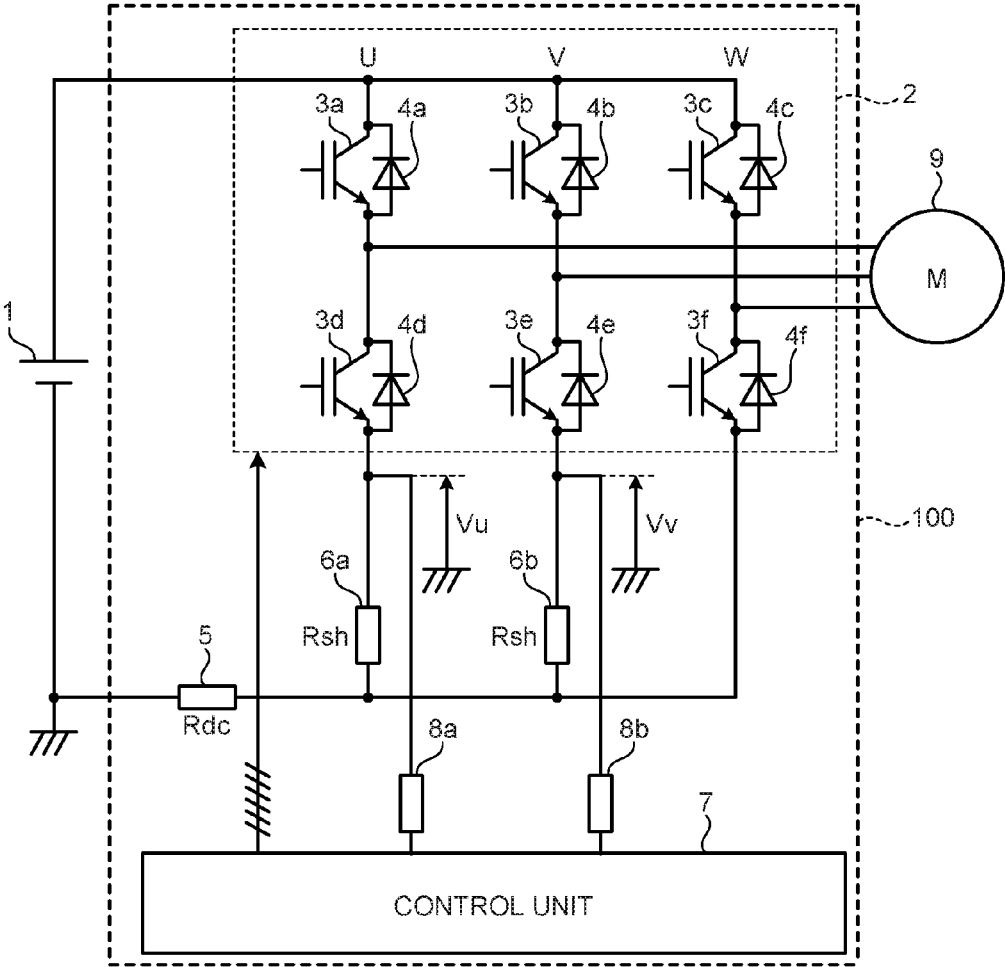 U V W
3a 4a 3b 4b 3c 4c 2
9
M
1
3d 4d 3e 4e 3f 4f
Vu Vv
100
6a 6b
Rsh Rsh
5
Rdc
8a 8b
7
CONTROL UNIT